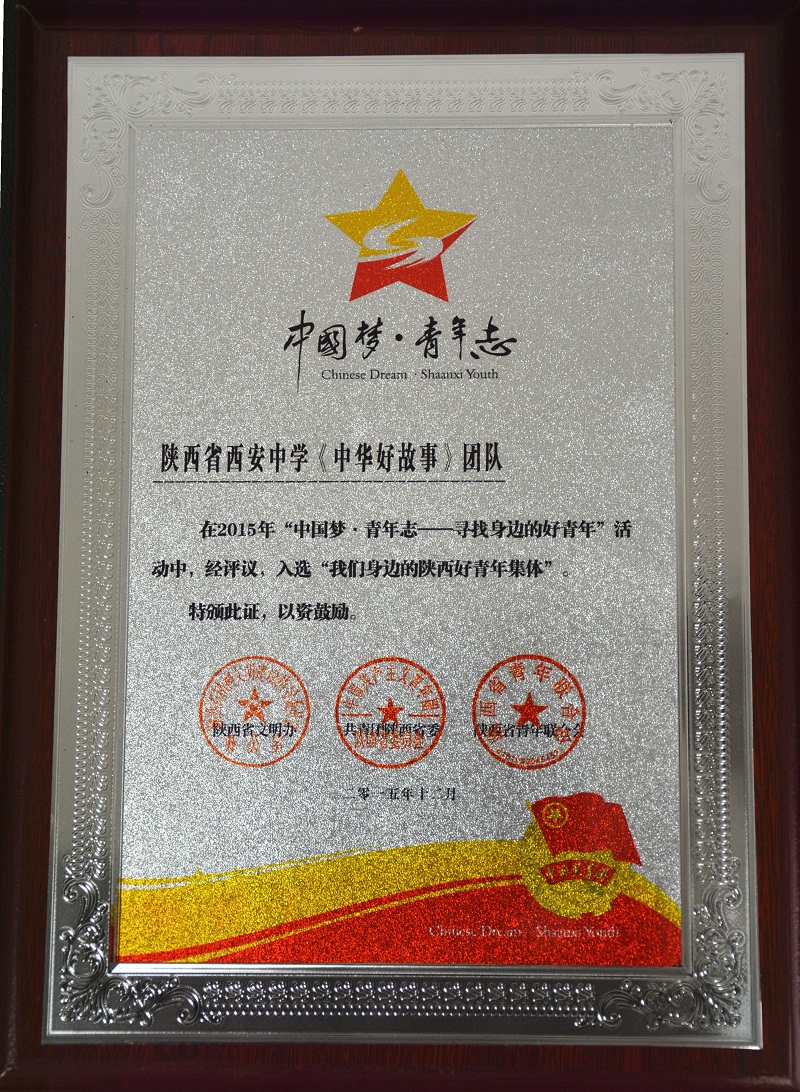 中國梦·青年志
Chinese Dream · Shaanxi Youth
陕西省西安中学《中华好故事》团队
在2015年“中国梦·青年志——寻找身边的好青年”活
动中，经评议，入选“我们身边的陕西好青年集体”。
特颁此证，以资鼓励。
陕西省文明办 共青团陕西省委 陕西省青年联合会
二零一五年十二月
Chinese Dream Shaanxi Youth